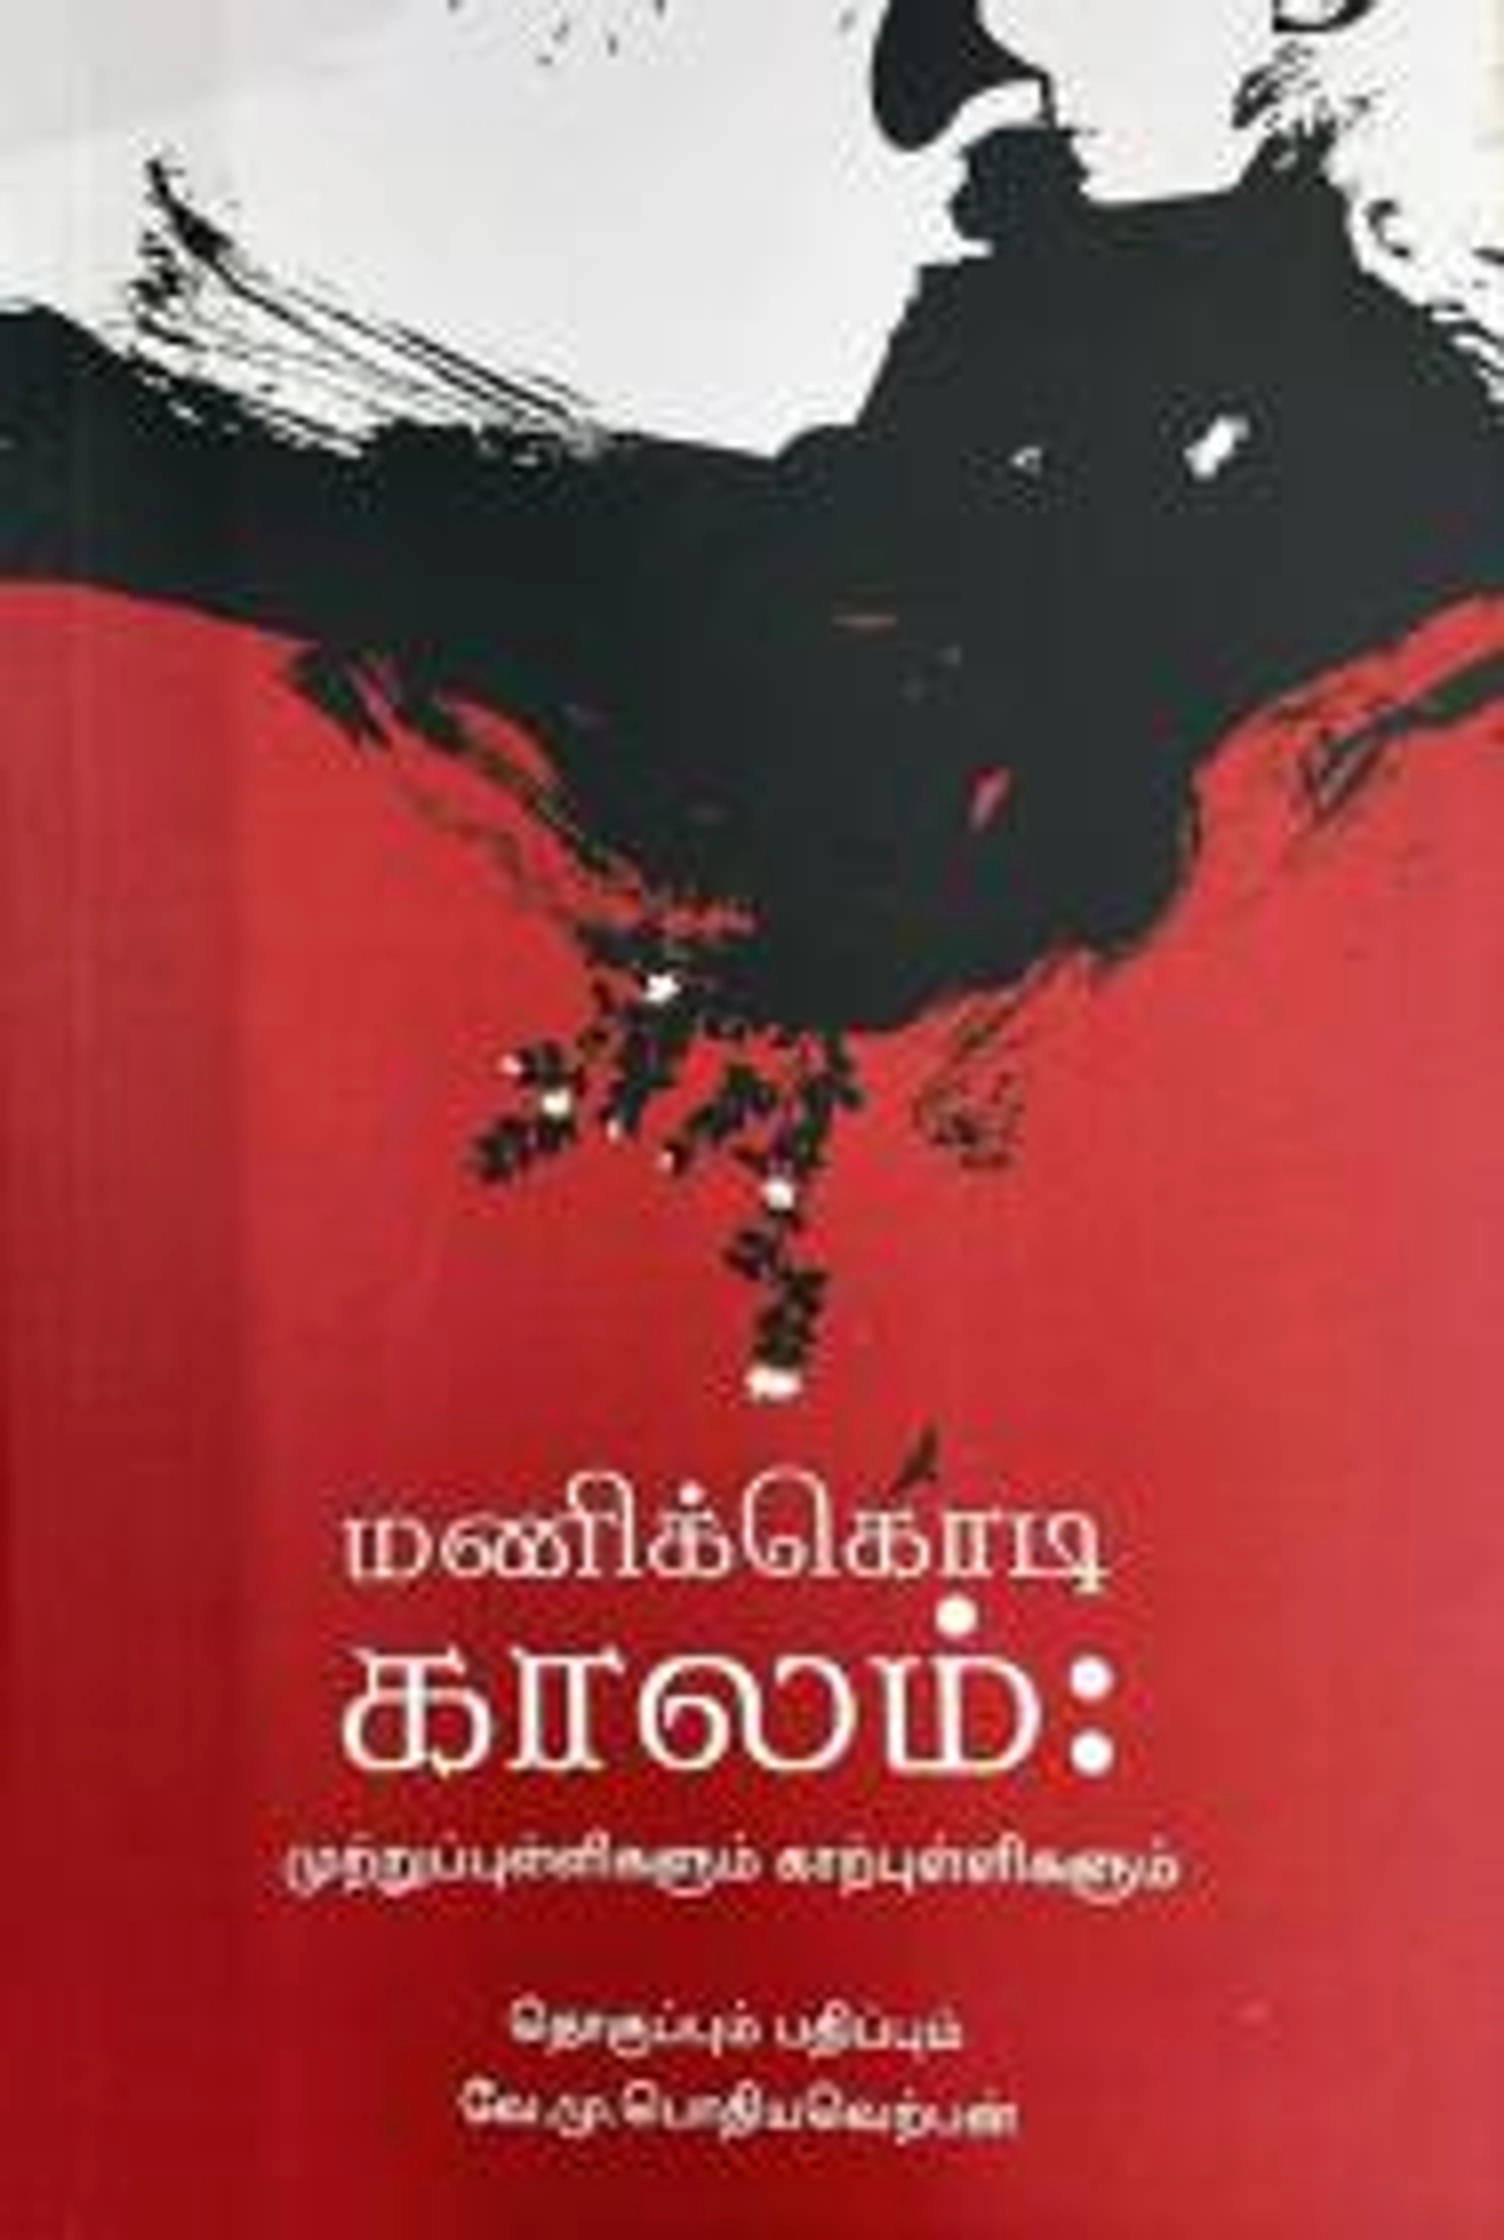 மணிக்கொடி
காலம்:
முற்றுப்புள்ளிகளும் காற்புள்ளிகளும்
தொகுப்பும் பதிப்பும்
வே.மு.பொதியவெற்பன்